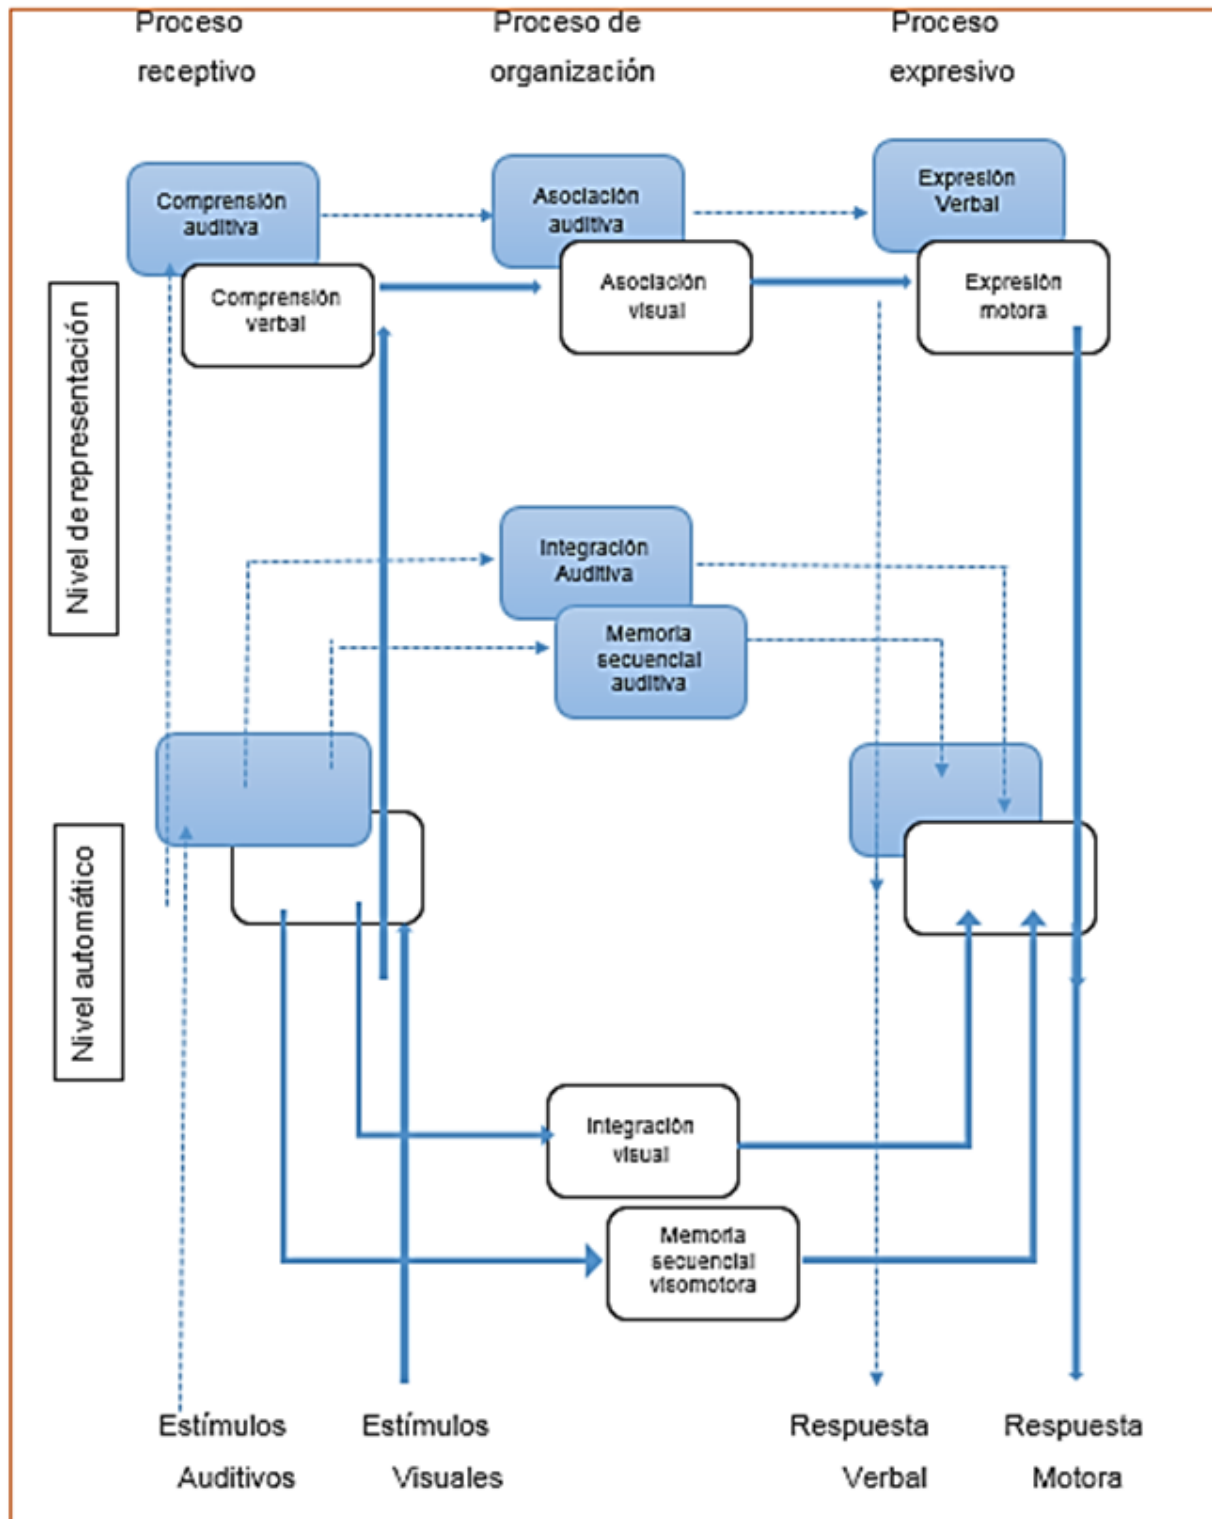 Proceso
receptivo
Proceso de
organización
Proceso
expresivo
Comprensión
auditiva
Asociación
auditiva
Expresión
Verbal
Comprensión
verbal
Asociación
visual
Expresión
motora
Nivel de representación
Integración
Auditiva
Memoria
secuencial
auditiva
Nivel automático
Integración
visual
Memoria
secuencial
visomotora
Estímulos
Auditivos
Estímulos
Visuales
Respuesta
Verbal
Respuesta
Motora